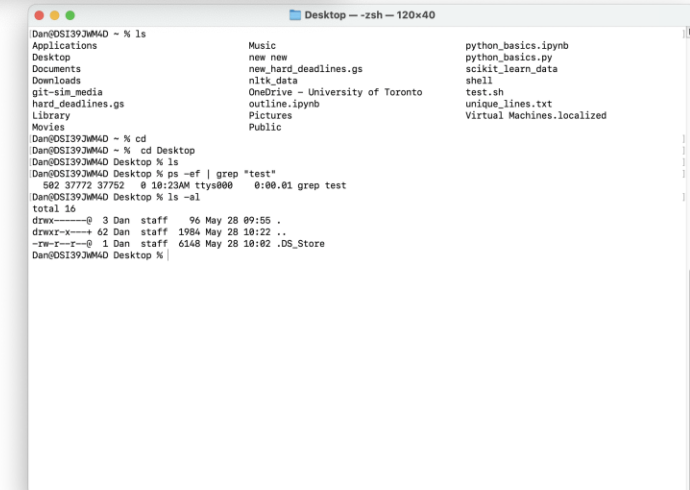 Desktop — -zsh — 120×40
Dan@DSI39JWM4D ~ % ls
Applications Music python_basics.ipynb
Desktop new new python_basics.py
Documents new_hard_deadlines.gs scikit_learn_data
Downloads nltk_data shell
git-sim_media OneDrive - University of Toronto test.sh
hard_deadlines.gs outline.ipynb unique_lines.txt
Library Pictures Virtual Machines.localized
Movies Public
Dan@DSI39JWM4D ~ % cd
Dan@DSI39JWM4D ~ %  cd Desktop
Dan@DSI39JWM4D Desktop % ls
Dan@DSI39JWM4D Desktop % ps -ef | grep "test"
502 37772 37752   0 10:23AM ttys000    0:00.01 grep test
Dan@DSI39JWM4D Desktop % ls -al
total 16
drwx------@  3 Dan  staff    96 May 28 09:55 .
drwxr-x---+ 62 Dan  staff  1984 May 28 10:22 ..
-rw-r--r--@  1 Dan  staff  6148 May 28 10:02 .DS_Store
Dan@DSI39JWM4D Desktop %